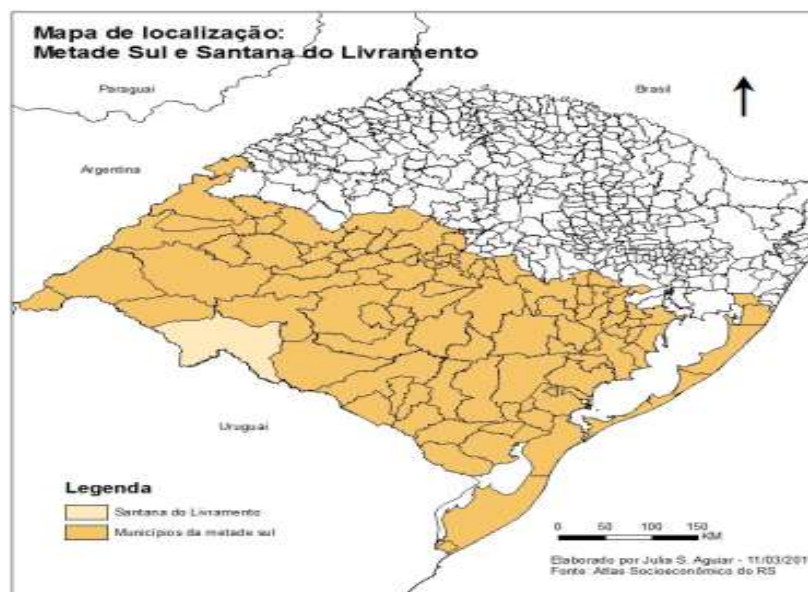 Mapa de localização:
Metade Sul e Santana do Livramento
Paraguai
Brasil
Argentina
Uruguai
Legenda
Santana do Livramento
Municípios da metade sul
0 50 100 150
KM
Elaborado por Julia S. Aguiar - 11/03/201
Fonte: Atlas Socioeconômico do RS